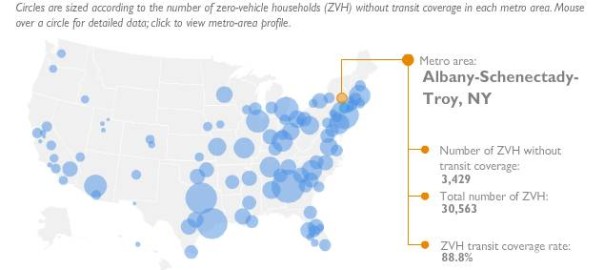 Circles are sized according to the number of zero-vehicle households (ZVH) without transit coverage in each metro area. Mouse
over a circle for detailed data; click to view metro-area profile.
Metro area:
Albany-Schenectady-
Troy, NY
Number of ZVH without
transit coverage:
3,429
Total number of ZVH:
30,563
ZVH transit coverage rate:
88.8%